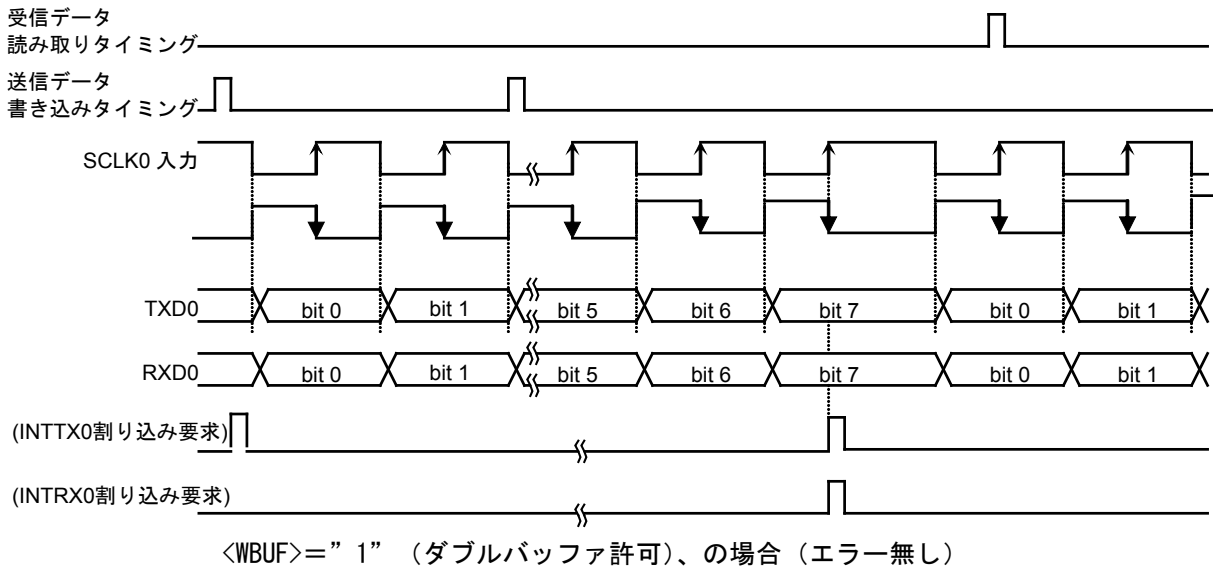 受信データ
読み取りタイミング
送信データ
書き込みタイミング
SCLK0 入力
TXD0 bit 0 bit 1 bit 5 bit 6 bit 7 bit 0 bit 1
RXD0 bit 0 bit 1 bit 5 bit 6 bit 7 bit 0 bit 1
(INTTX0割り込み要求)
(INTRX0割り込み要求)
<WBUF>＝”1” （ダブルバッファ許可）、の場合（エラー無し）